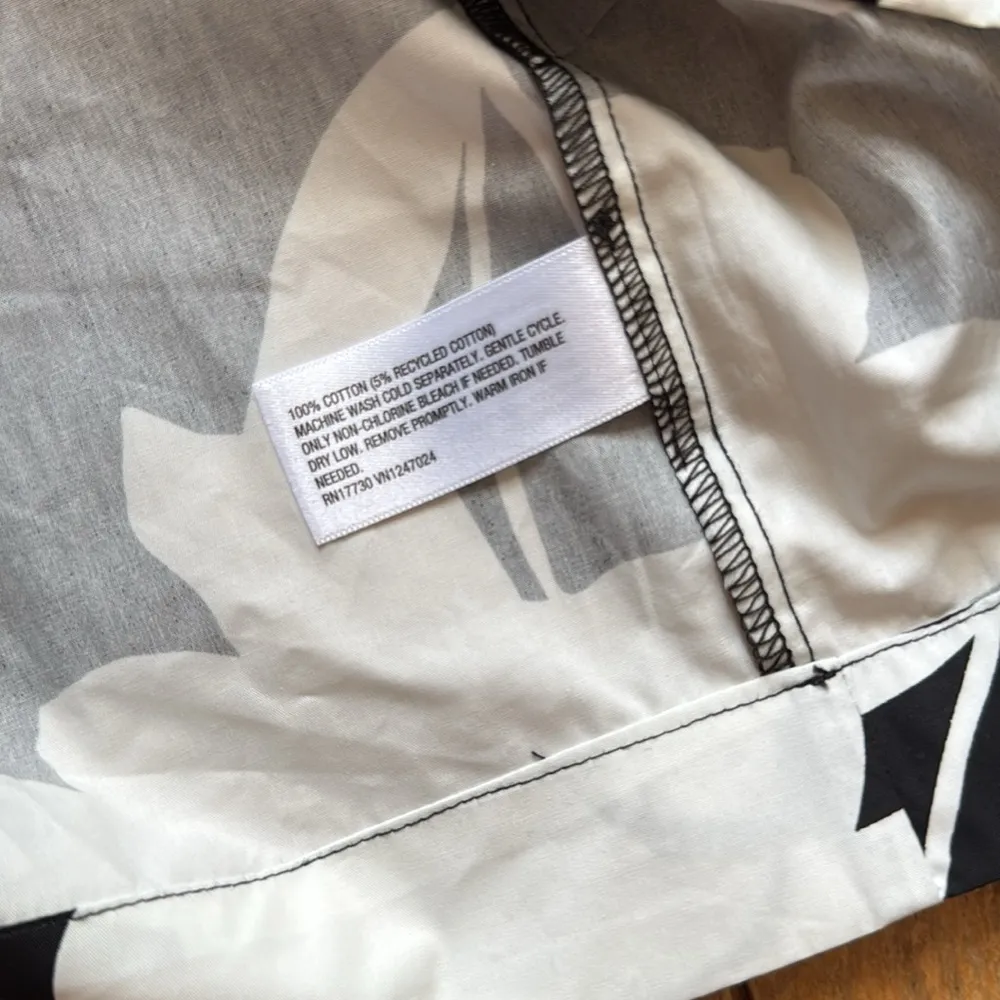 100% COTTON (5% RECYCLED COTTON)
MACHINE WASH COLD SEPARATELY. GENTLE CYCLE.
ONLY NON-CHLORINE BLEACH IF NEEDED. TUMBLE
DRY LOW. REMOVE PROMPTLY. WARM IRON IF
NEEDED.
RN17730 VN1247024